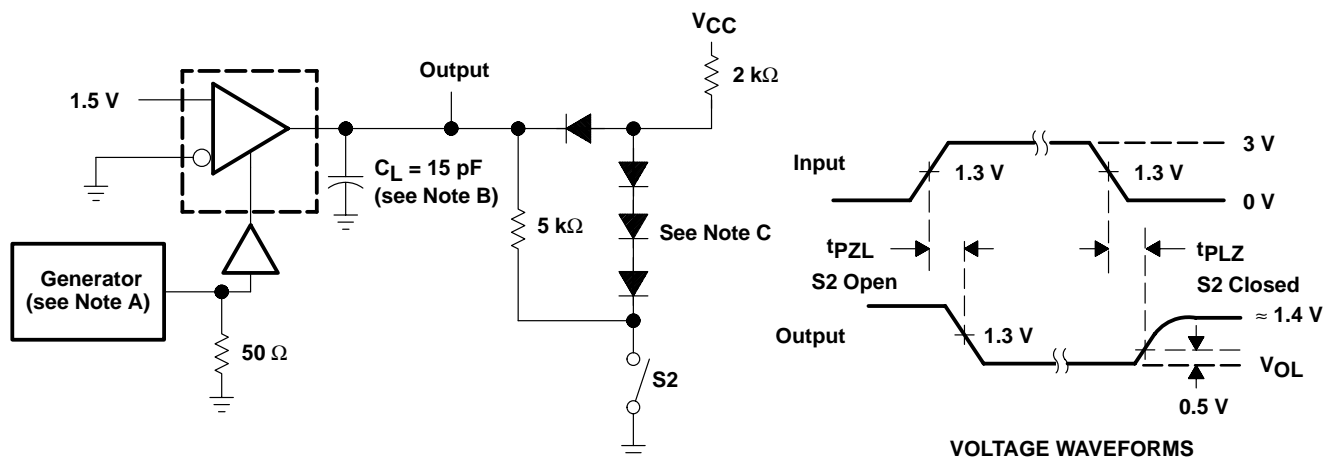 VCC
2 kΩ
Output
1.5 V
CL = 15 pF
(see Note B)
5 kΩ
See Note C
Generator
(see Note A)
50 Ω
S2
Input
3 V
1.3 V
1.3 V
0 V
tPZL
tPLZ
S2 Open
S2 Closed
≈ 1.4 V
Output
1.3 V
VOL
0.5 V
VOLTAGE WAVEFORMS